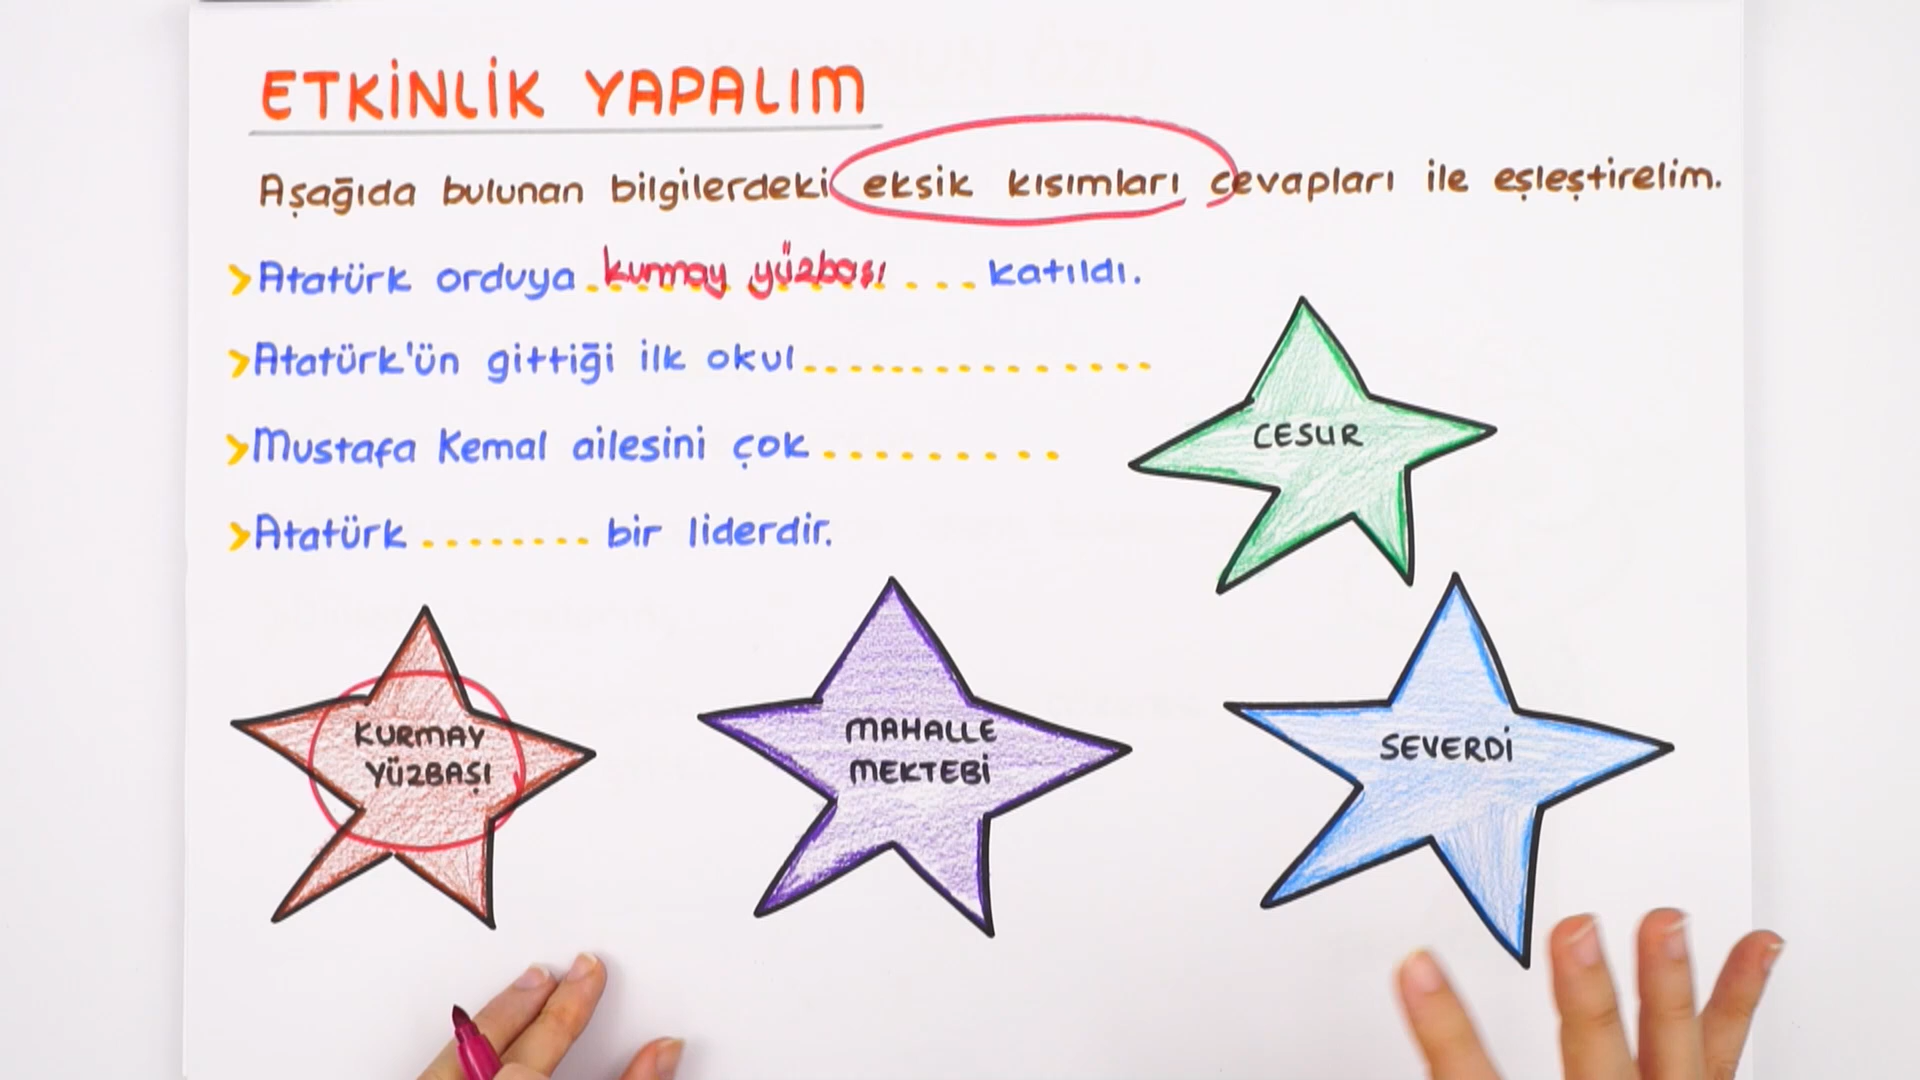 ETKİNLİK YAPALIM
Aşağıda bulunan bilgilerdeki eksik kısımları cevapları ile eşleştirelim.
>Atatürk orduya kurmay yüzbaşı .... katıldı.
>Atatürk'ün gittiği ilk okul...............
>Mustafa Kemal ailesini çok .........
>Atatürk ........ bir liderdir.
CESUR
KURMAY
YÜZBAŞI
MAHALLE
MEKTEBİ
SEVERDİ